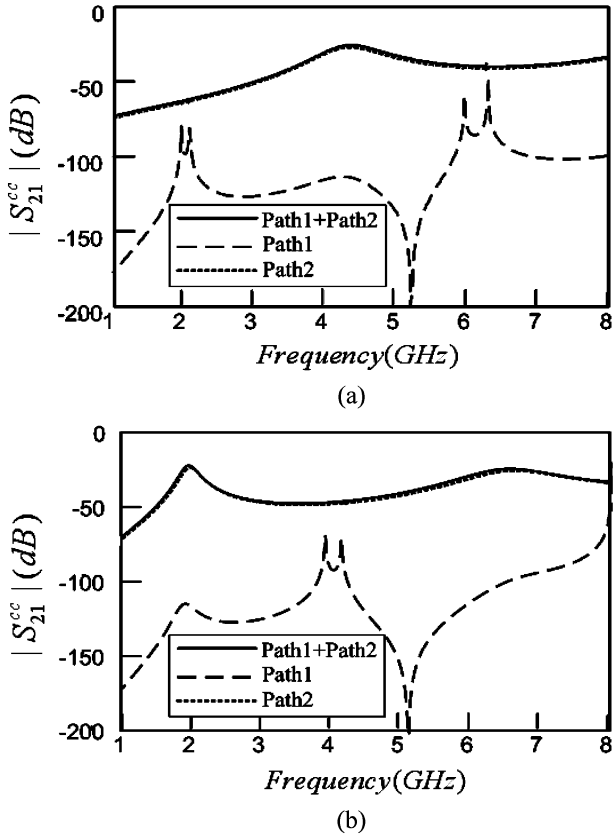 0
-50
-100
-150
-200
| S₂₁ᶜᶜ | (dB)
Path1+Path2
Path1
Path2
1 2 3 4 5 6 7 8
Frequency(GHz)
(a)
0
-50
-100
-150
-200
| S₂₁ᶜᶜ | (dB)
Path1+Path2
Path1
Path2
1 2 3 4 5 6 7 8
Frequency(GHz)
(b)